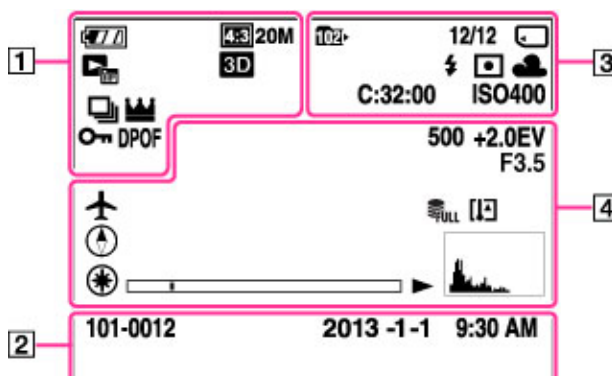 1
4:3 20M
3D
DPOF
102
12/12
C:32:00 ISO400
3
500 +2.0EV
F3.5
FULL
4
2
101-0012 2013 -1-1 9:30 AM